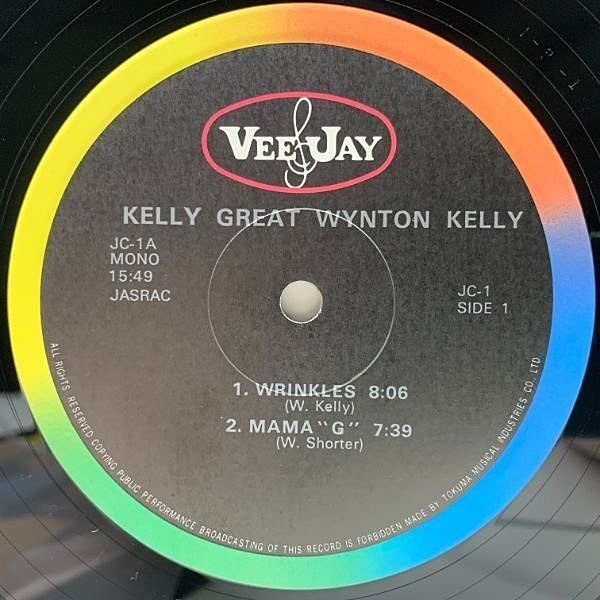 VEE JAY
KELLY GREAT WYNTON KELLY
JC-1A
MONO
15:49
JASRAC
JC-1
SIDE 1
1. WRINKLES 8:06
(W. Kelly)
2. MAMA "G" 7:39
(W. Shorter)
ALL RIGHTS RESERVED COPYING PUBLIC PERFORMANCE BROADCASTING OF THIS RECORD IS FORBIDDEN MADE BY TOKUMA MUSICAL INDUSTRIES CO. LTD